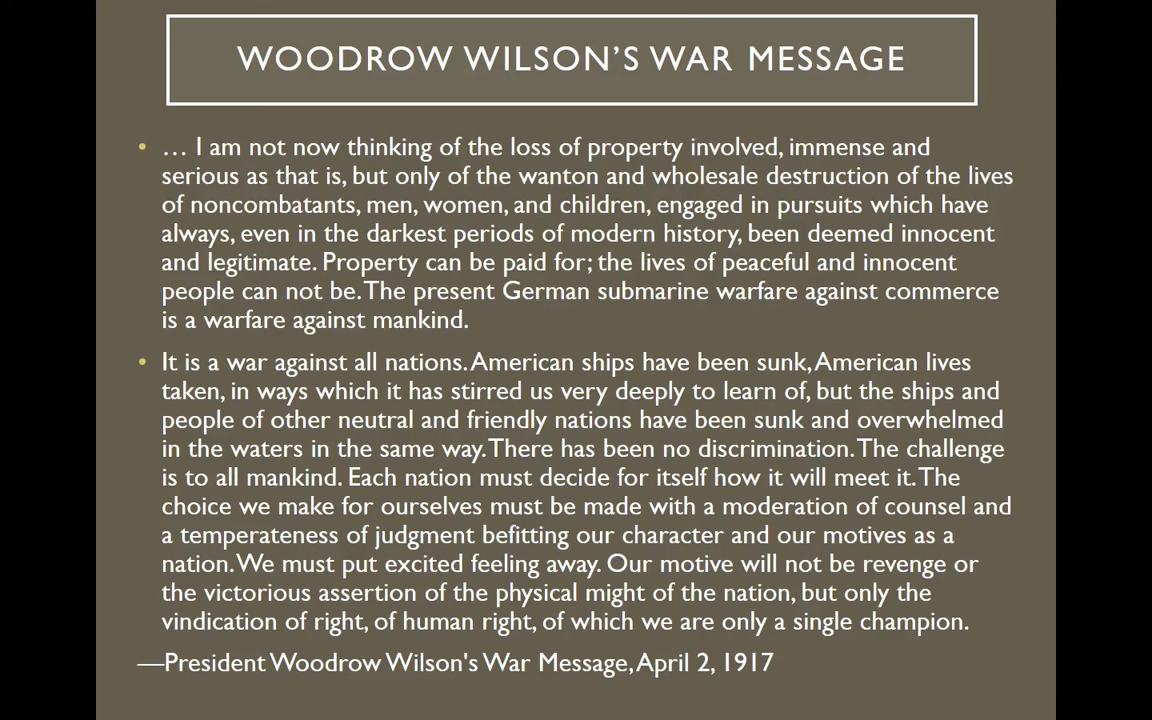 WOODROW WILSON'S WAR MESSAGE
• … I am not now thinking of the loss of property involved, immense and
serious as that is, but only of the wanton and wholesale destruction of the lives
of noncombatants, men, women, and children, engaged in pursuits which have
always, even in the darkest periods of modern history, been deemed innocent
and legitimate. Property can be paid for; the lives of peaceful and innocent
people can not be. The present German submarine warfare against commerce
is a warfare against mankind.
• It is a war against all nations. American ships have been sunk, American lives
taken, in ways which it has stirred us very deeply to learn of, but the ships and
people of other neutral and friendly nations have been sunk and overwhelmed
in the waters in the same way. There has been no discrimination. The challenge
is to all mankind. Each nation must decide for itself how it will meet it. The
choice we make for ourselves must be made with a moderation of counsel and
a temperateness of judgment befitting our character and our motives as a
nation. We must put excited feeling away. Our motive will not be revenge or
the victorious assertion of the physical might of the nation, but only the
vindication of right, of human right, of which we are only a single champion.
—President Woodrow Wilson's War Message, April 2, 1917